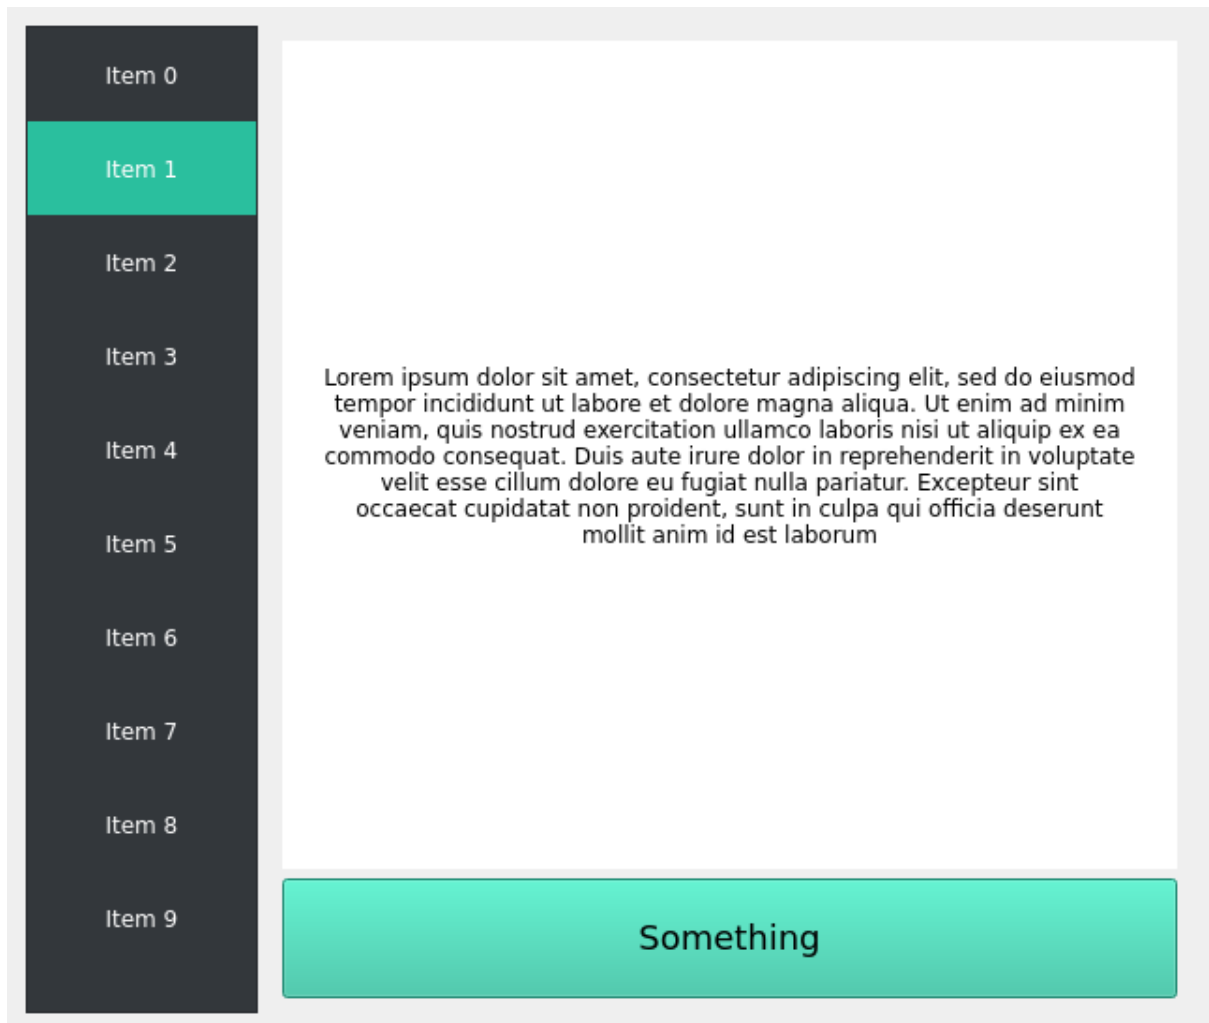 Item 0
Item 1
Item 2
Item 3
Item 4
Item 5
Item 6
Item 7
Item 8
Item 9
Lorem ipsum dolor sit amet, consectetur adipiscing elit, sed do eiusmod
tempor incididunt ut labore et dolore magna aliqua. Ut enim ad minim
veniam, quis nostrud exercitation ullamco laboris nisi ut aliquip ex ea
commodo consequat. Duis aute irure dolor in reprehenderit in voluptate
velit esse cillum dolore eu fugiat nulla pariatur. Excepteur sint
occaecat cupidatat non proident, sunt in culpa qui officia deserunt
mollit anim id est laborum
Something